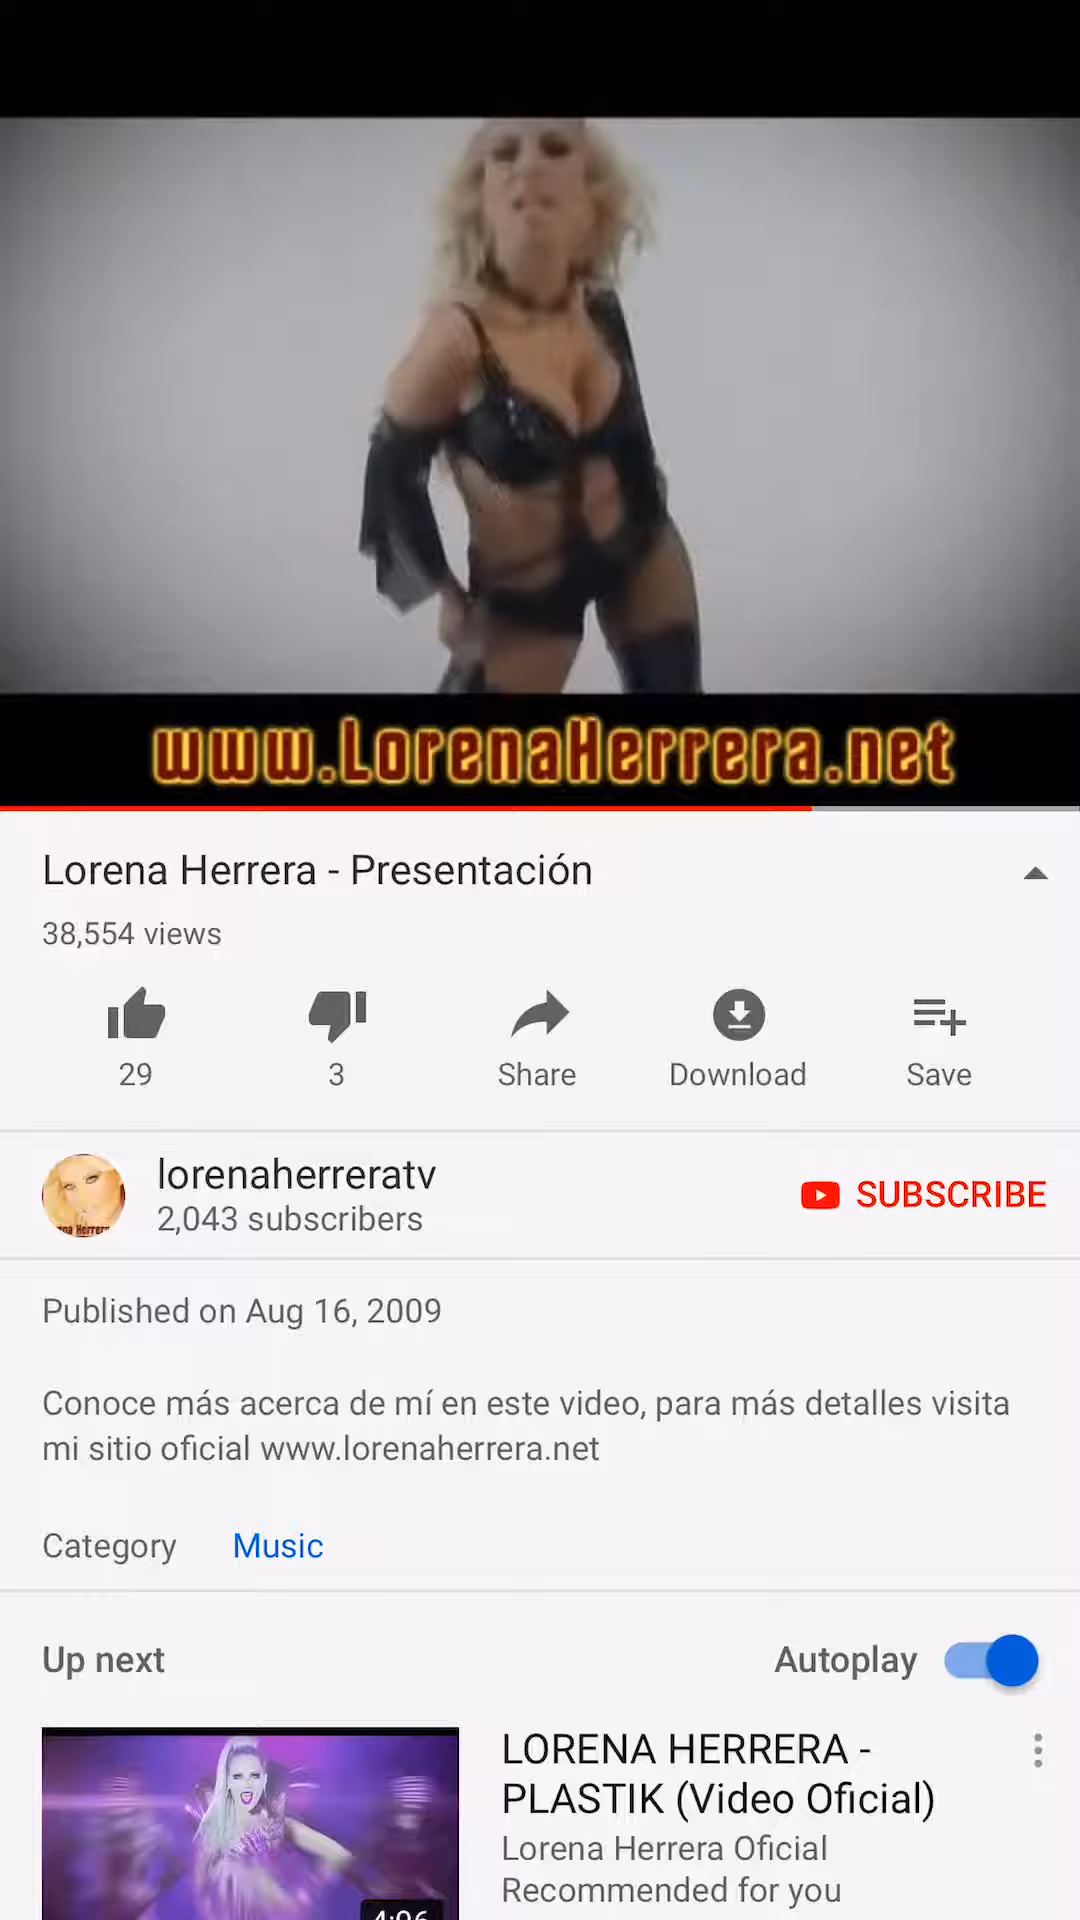 www.LorenaHerrera.net
Lorena Herrera - Presentación
38,554 views
29
3
Share
Download
Save
lorenaherreratv
2,043 subscribers
SUBSCRIBE
Published on Aug 16, 2009
Conoce más acerca de mí en este video, para más detalles visita
mi sitio oficial www.lorenaherrera.net
Category Music
Up next
Autoplay
LORENA HERRERA -
PLASTIK (Video Oficial)
Lorena Herrera Oficial
Recommended for you
4:06